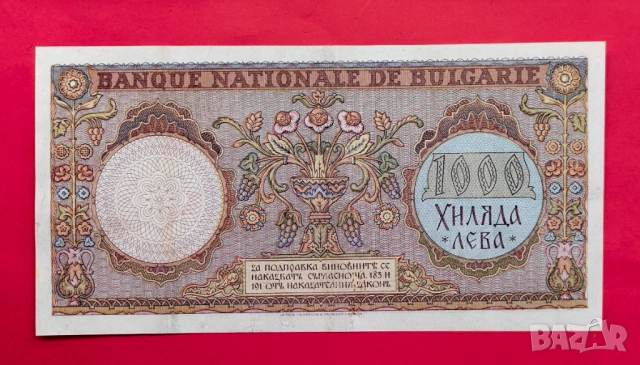 BANQUE NATIONALE DE BULGARIE
1000
ХИЛЯДА
ЛЕВА
ЗА ПОДПРАВКА ВИНОВНИТѢ СЕ
НАКАЗВАТЪ СЪГЛАСНО ЧЛ. 183 И
191 ОТЪ НАКАЗАТЕЛНИЯ ЗАКОНЪ
BAZAR